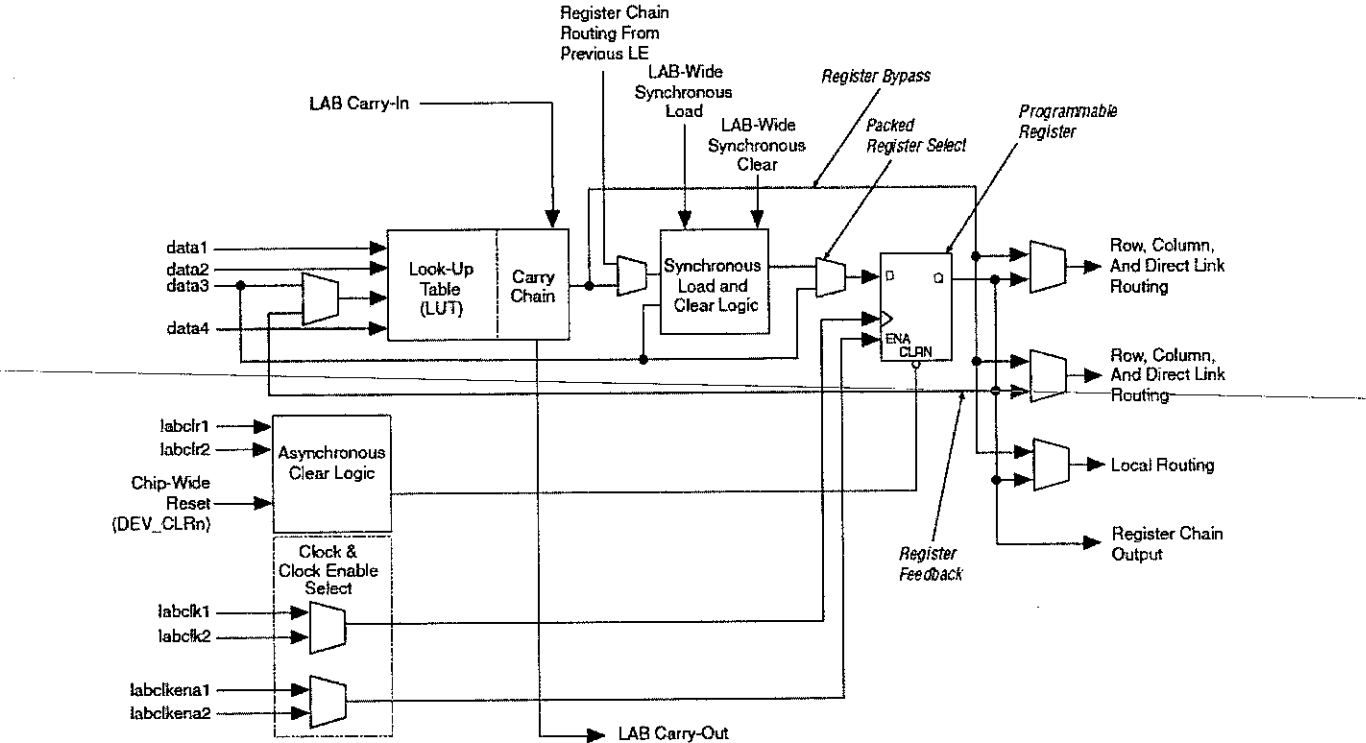 Register Chain
Routing From
Previous LE
LAB-Wide
Synchronous
Load
Register Bypass
LAB Carry-In
LAB-Wide
Synchronous
Clear
Packed
Register Select
Programmable
Register
data1
data2
data3
data4
Look-Up
Table
(LUT)
Carry
Chain
Synchronous
Load and
Clear Logic
D
Q
ENA
CLRN
Row, Column,
And Direct Link
Routing
Row, Column,
And Direct Link
Routing
labclr1
labclr2
Chip-Wide
Reset
(DEV_CLRn)
Asynchronous
Clear Logic
Local Routing
Register Chain
Output
Register
Feedback
Clock &
Clock Enable
Select
labclk1
labclk2
labclkena1
labclkena2
LAB Carry-Out